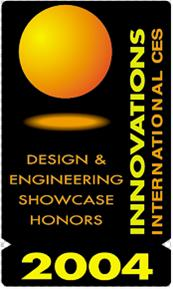 DESIGN &
ENGINEERING
SHOWCASE
HONORS
INNOVATIONS
INTERNATIONAL CES
2004